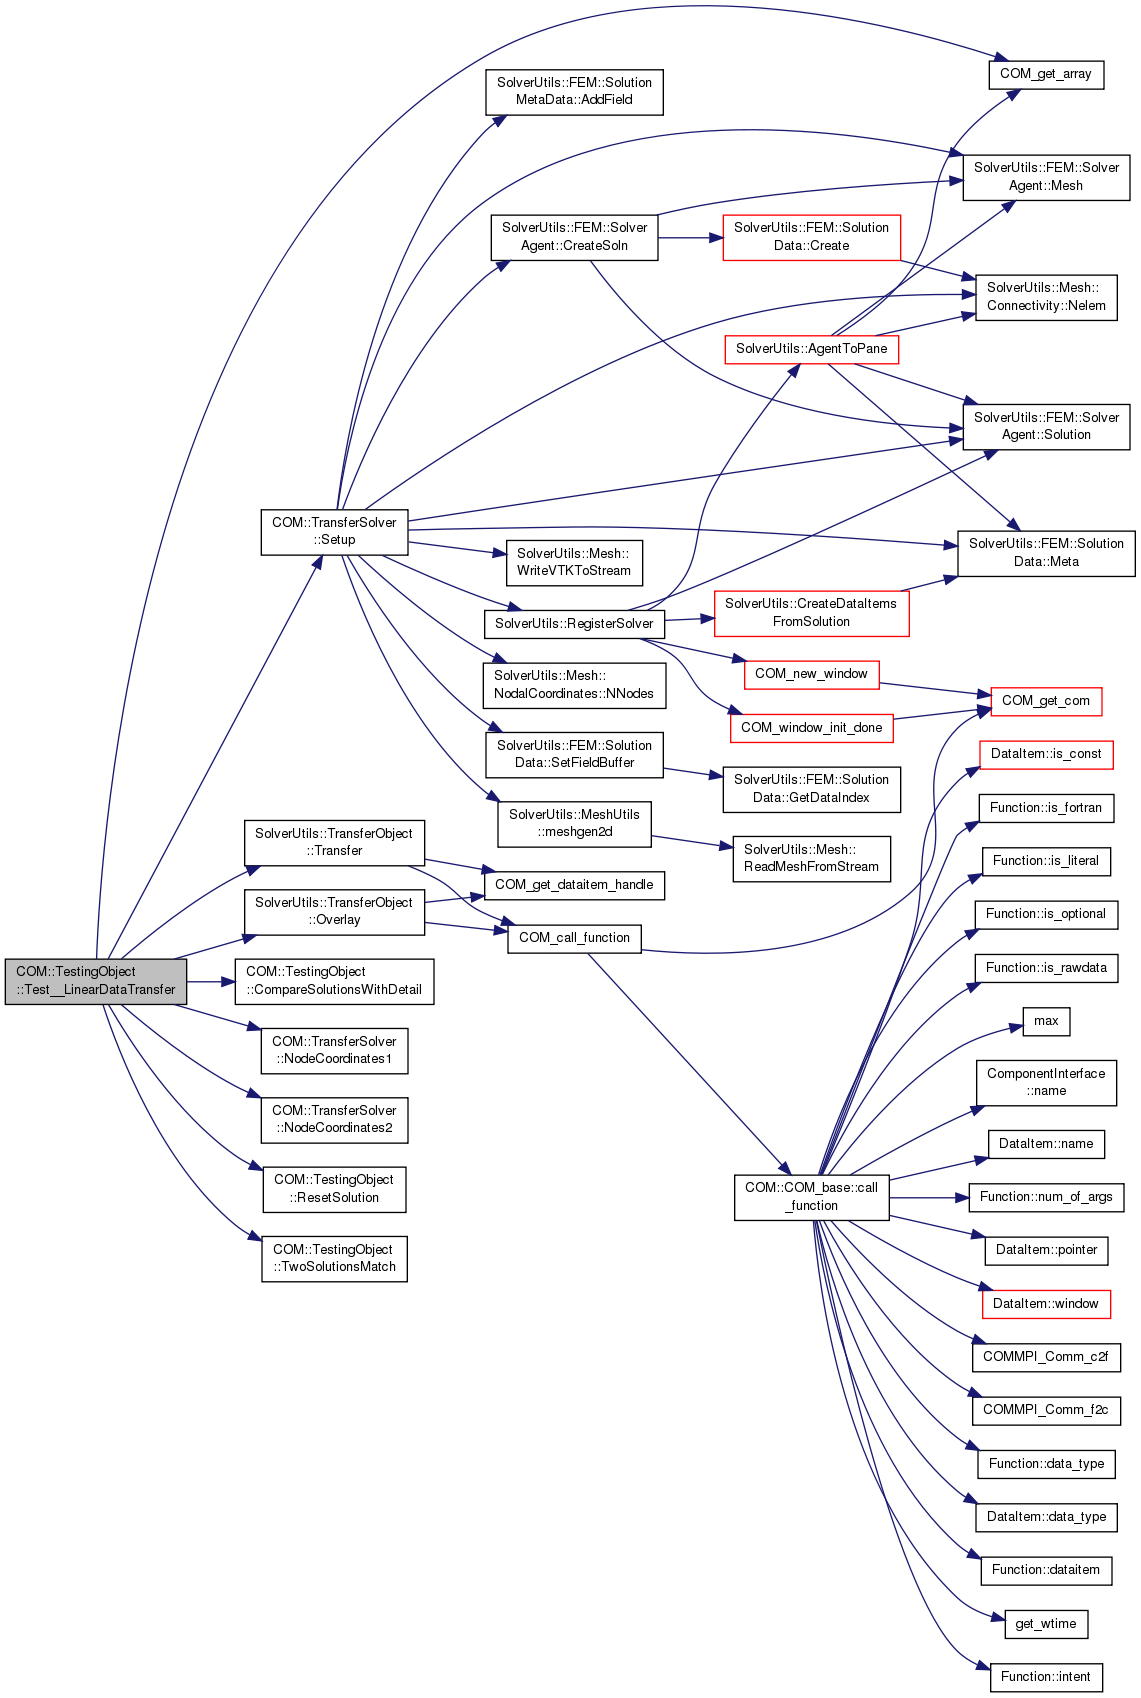 COM::TestingObject
::Test__LinearDataTransfer
COM::TransferSolver
::Setup
SolverUtils::TransferObject
::Transfer
SolverUtils::TransferObject
::Overlay
COM::TestingObject
::CompareSolutionsWithDetail
COM::TransferSolver
::NodeCoordinates1
COM::TransferSolver
::NodeCoordinates2
COM::TestingObject
::ResetSolution
COM::TestingObject
::TwoSolutionsMatch
SolverUtils::FEM::Solution
MetaData::AddField
SolverUtils::FEM::Solver
Agent::CreateSoln
SolverUtils::Mesh::
WriteVTKToStream
SolverUtils::RegisterSolver
SolverUtils::Mesh::
NodalCoordinates::NNodes
SolverUtils::FEM::Solution
Data::SetFieldBuffer
SolverUtils::MeshUtils
::meshgen2d
COM_get_dataitem_handle
COM_call_function
SolverUtils::FEM::Solution
Data::Create
SolverUtils::AgentToPane
SolverUtils::CreateDataItems
FromSolution
COM_new_window
COM_window_init_done
SolverUtils::FEM::Solution
Data::GetDataIndex
SolverUtils::Mesh::
ReadMeshFromStream
COM::COM_base::call
_function
COM_get_array
SolverUtils::FEM::Solver
Agent::Mesh
SolverUtils::Mesh::
Connectivity::Nelem
SolverUtils::FEM::Solver
Agent::Solution
SolverUtils::FEM::Solution
Data::Meta
COM_get_com
DataItem::is_const
Function::is_fortran
Function::is_literal
Function::is_optional
Function::is_rawdata
max
ComponentInterface
::name
DataItem::name
Function::num_of_args
DataItem::pointer
DataItem::window
COMMPI_Comm_c2f
COMMPI_Comm_f2c
Function::data_type
DataItem::data_type
Function::dataitem
get_wtime
Function::intent